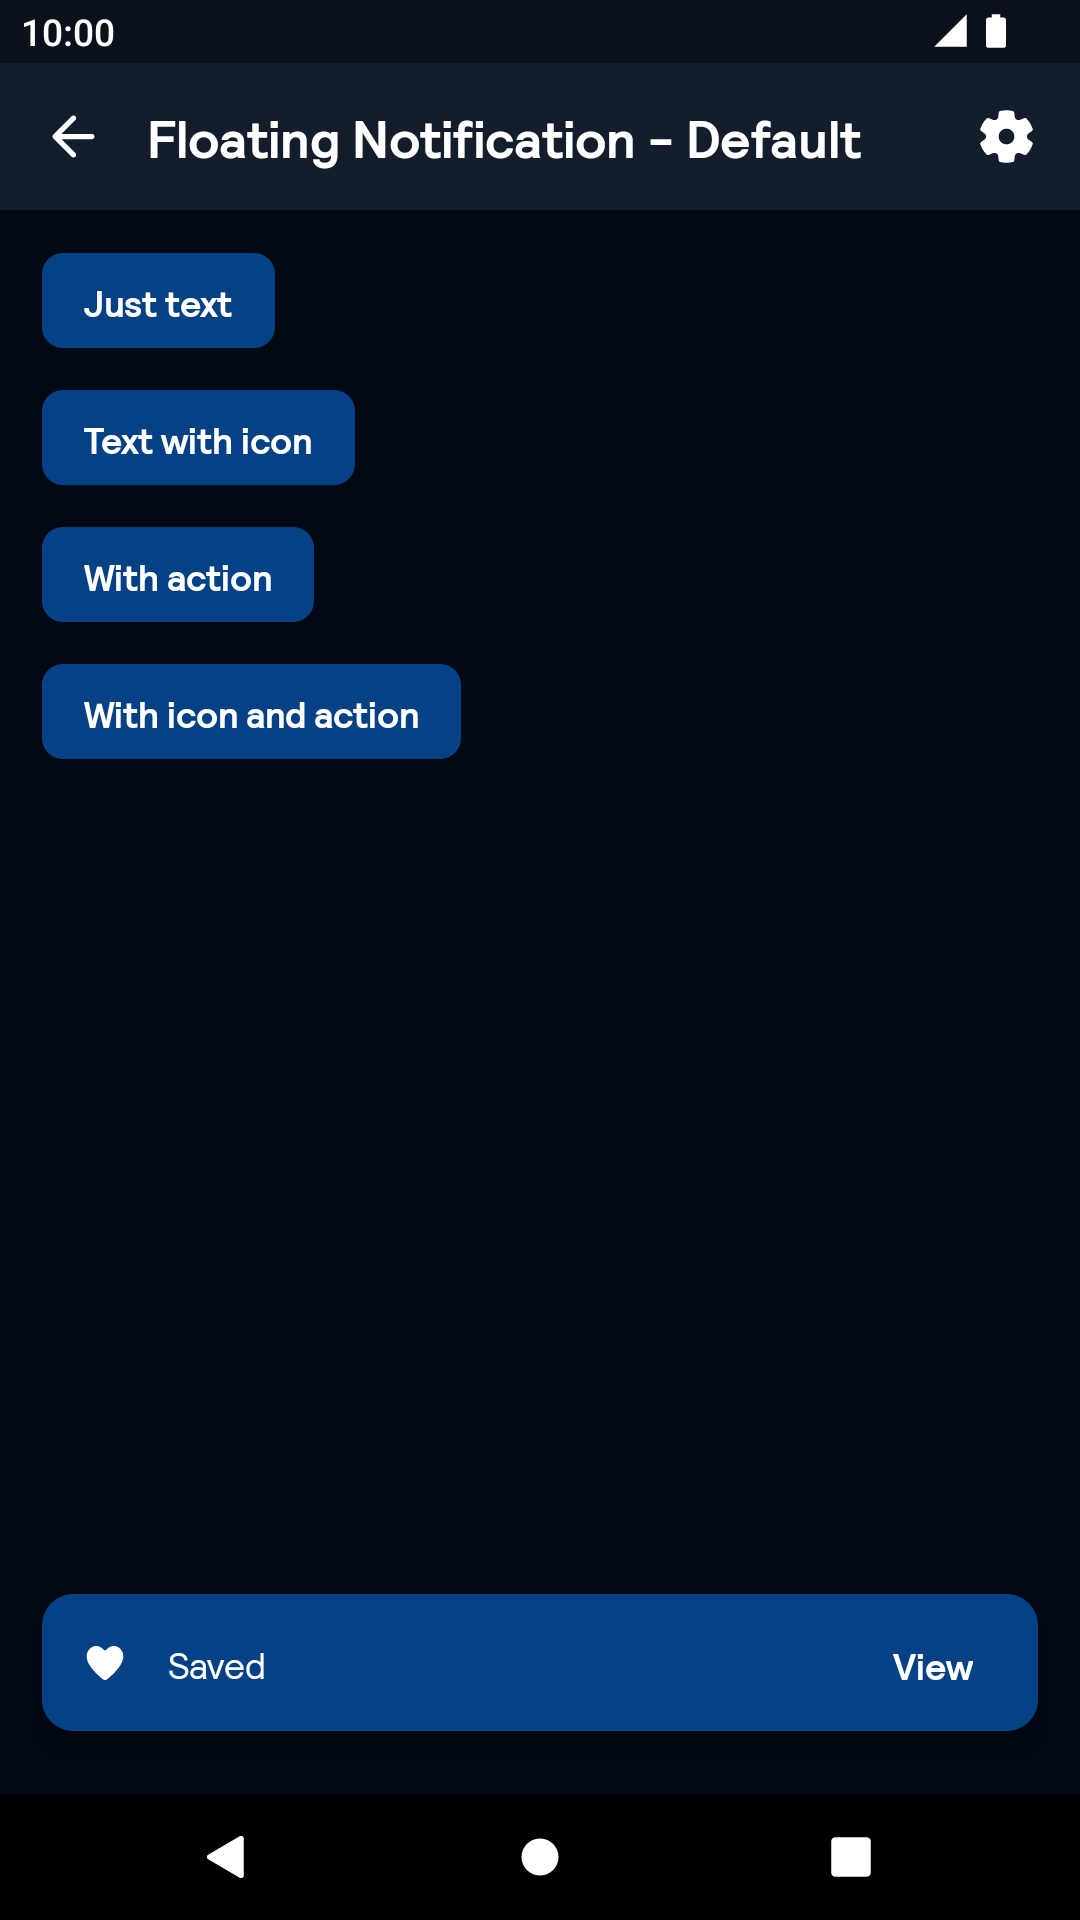 10:00
Floating Notification - Default
Just text
Text with icon
With action
With icon and action
Saved
View